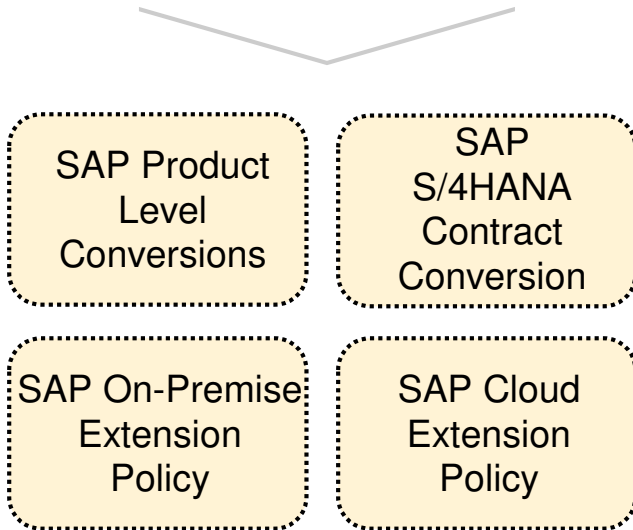 SAP Product
Level
Conversions
SAP
S/4HANA
Contract
Conversion
SAP On-Premise
Extension
Policy
SAP Cloud
Extension
Policy